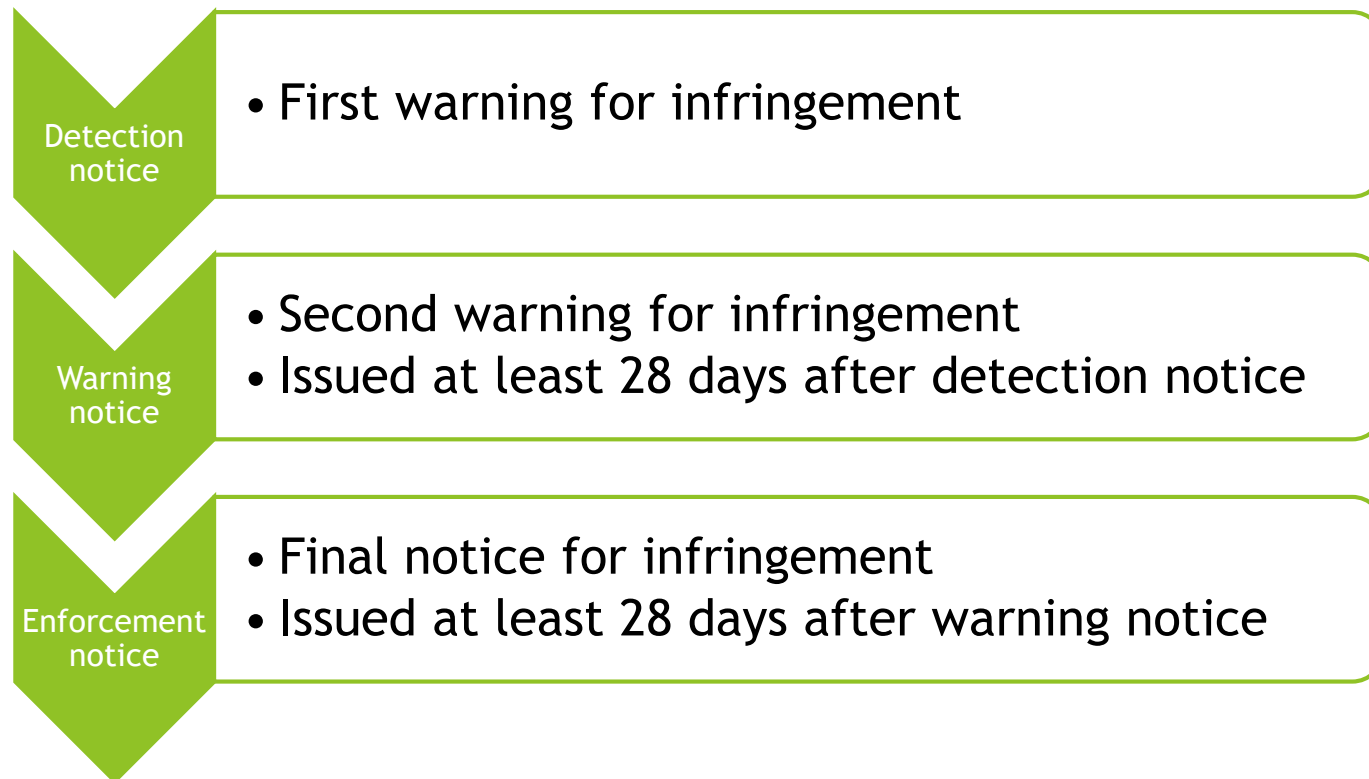 Detection
notice
• First warning for infringement
Warning
notice
• Second warning for infringement
• Issued at least 28 days after detection notice
Enforcement
notice
• Final notice for infringement
• Issued at least 28 days after warning notice